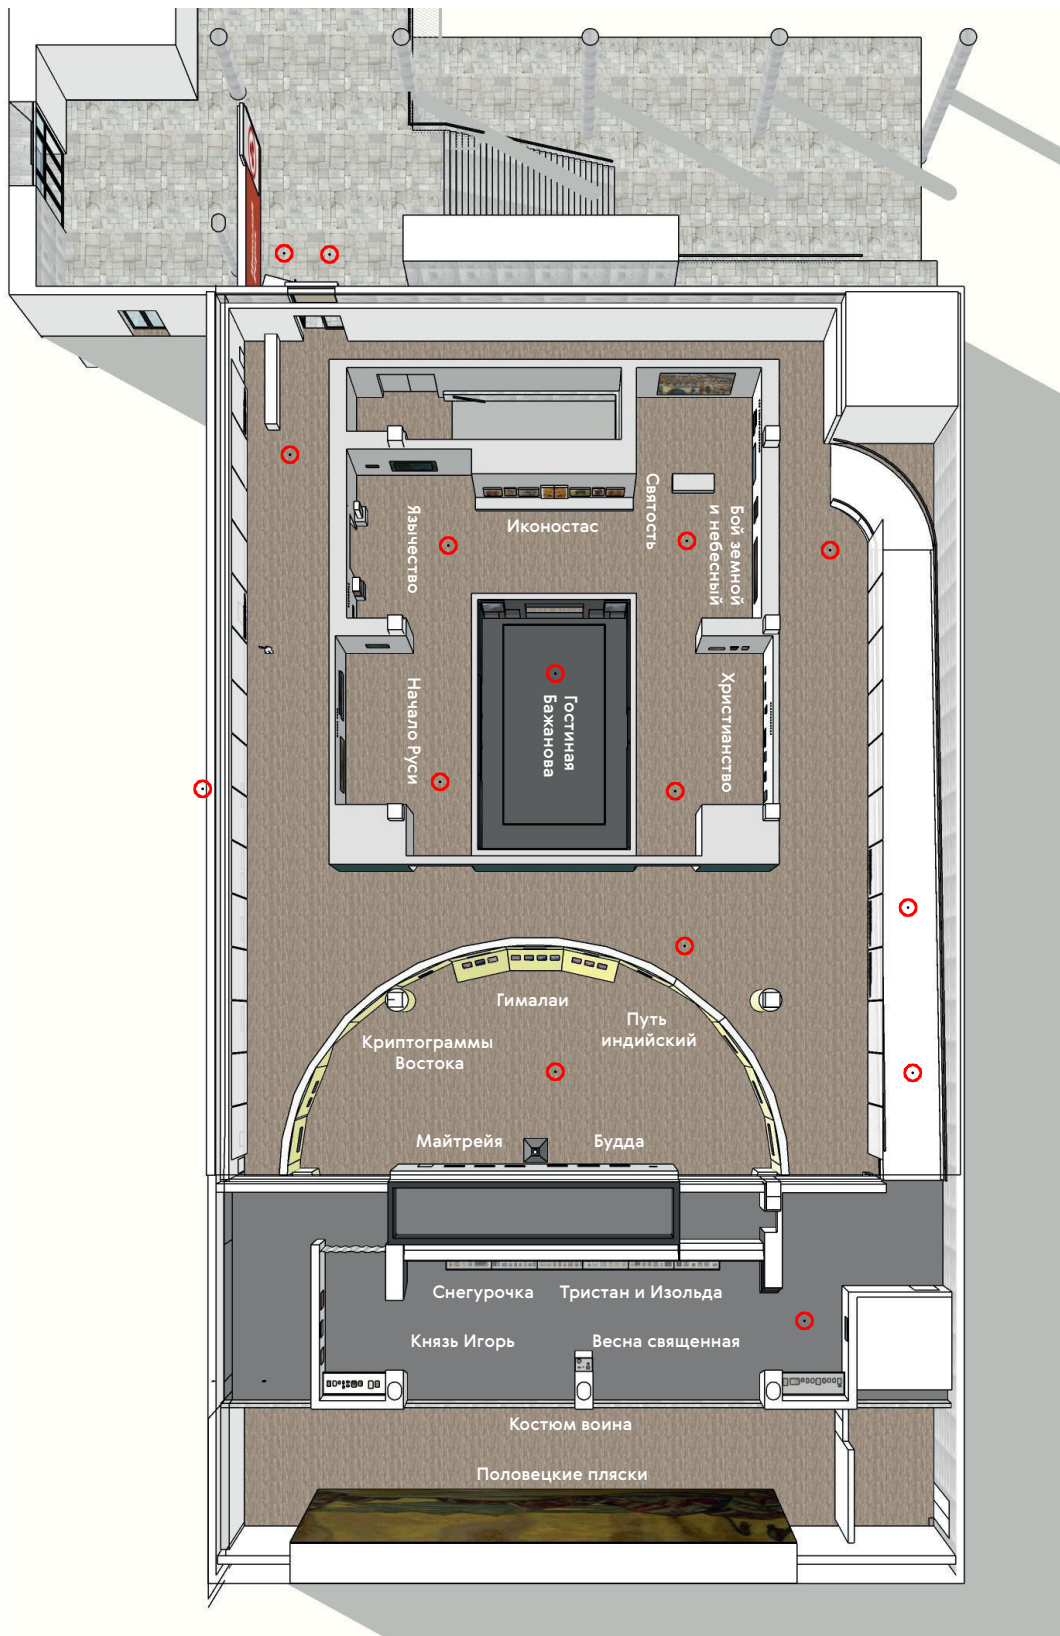 Иконостас
Язычество
Святость
Бой земной
и небесный
Гостиная
Бажанова
Начало Руси
Христианство
Гималаи
Путь
индийский
Криптограммы
Востока
Майтрейя
Будда
Снегурочка
Тристан и Изольда
Князь Игорь
Весна священная
Костюм воина
Половецкие пляски